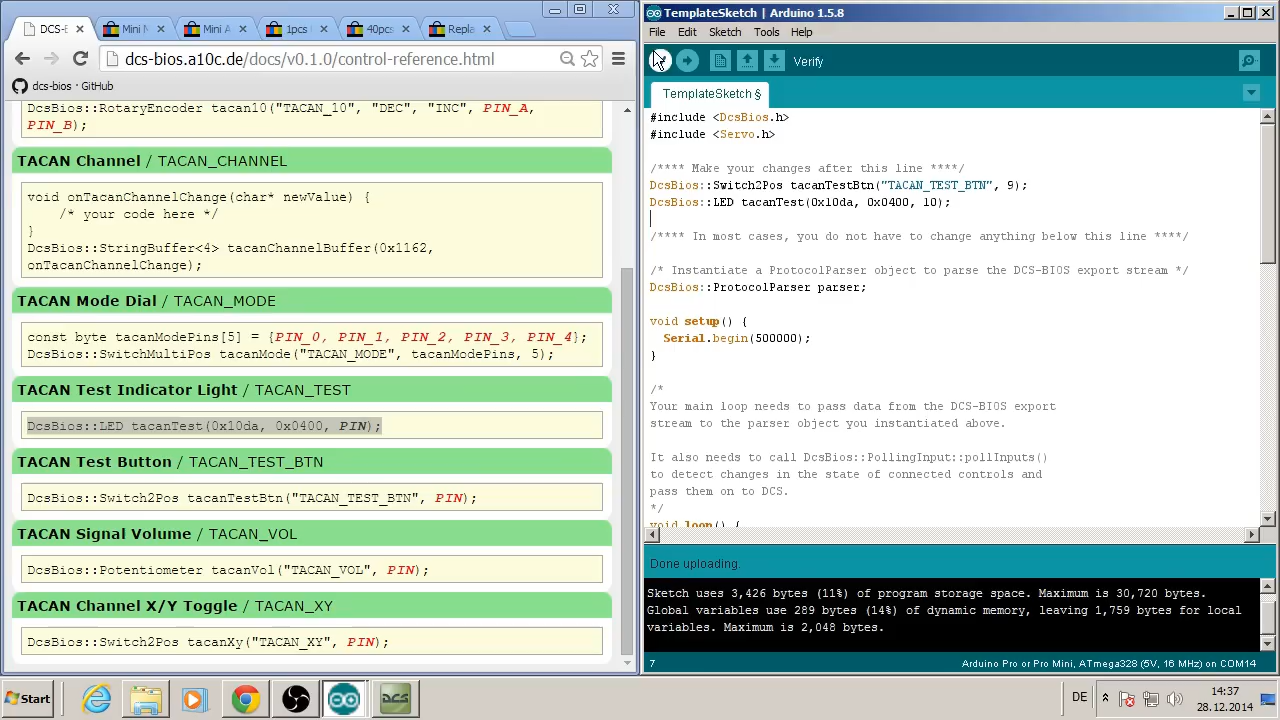 DCS-E
Mini N
Mini A
1pcs
40pcs
Repla
dcs-bios.a10c.de/docs/v0.1.0/control-reference.html
dcs-bios · GitHub
DcsBios::RotaryEncoder tacan10("TACAN_10", "DEC", "INC", PIN_A,
PIN_B);
TACAN Channel / TACAN_CHANNEL
void onTacanChannelChange(char* newValue) {
/* your code here */
}
DcsBios::StringBuffer<4> tacanChannelBuffer(0x1162,
onTacanChannelChange);
TACAN Mode Dial / TACAN_MODE
const byte tacanModePins[5] = {PIN_0, PIN_1, PIN_2, PIN_3, PIN_4};
DcsBios::SwitchMultiPos tacanMode("TACAN_MODE", tacanModePins, 5);
TACAN Test Indicator Light / TACAN_TEST
DcsBios::LED tacanTest(0x10da, 0x0400, PIN);
TACAN Test Button / TACAN_TEST_BTN
DcsBios::Switch2Pos tacanTestBtn("TACAN_TEST_BTN", PIN);
TACAN Signal Volume / TACAN_VOL
DcsBios::Potentiometer tacanVol("TACAN_VOL", PIN);
TACAN Channel X/Y Toggle / TACAN_XY
DcsBios::Switch2Pos tacanXy("TACAN_XY", PIN);
TemplateSketch | Arduino 1.5.8
File Edit Sketch Tools Help
Verify
TemplateSketch §
#include <DcsBios.h>
#include <Servo.h>
/**** Make your changes after this line ****/
DcsBios::Switch2Pos tacanTestBtn("TACAN_TEST_BTN", 9);
DcsBios::LED tacanTest(0x10da, 0x0400, 10);
/**** In most cases, you do not have to change anything below this line ****/
/* Instantiate a ProtocolParser object to parse the DCS-BIOS export stream */
DcsBios::ProtocolParser parser;
void setup() {
Serial.begin(500000);
}
/*
Your main loop needs to pass data from the DCS-BIOS export
stream to the parser object you instantiated above.
It also needs to call DcsBios::PollingInput::pollInputs()
to detect changes in the state of connected controls and
pass them on to DCS.
*/
void loop() {
Done uploading.
Sketch uses 3,426 bytes (11%) of program storage space. Maximum is 30,720 bytes.
Global variables use 289 bytes (14%) of dynamic memory, leaving 1,759 bytes for local
variables. Maximum is 2,048 bytes.
7
Arduino Pro or Pro Mini, ATmega328 (5V, 16 MHz) on COM14
Start
DCS
DE
14:37
28.12.2014